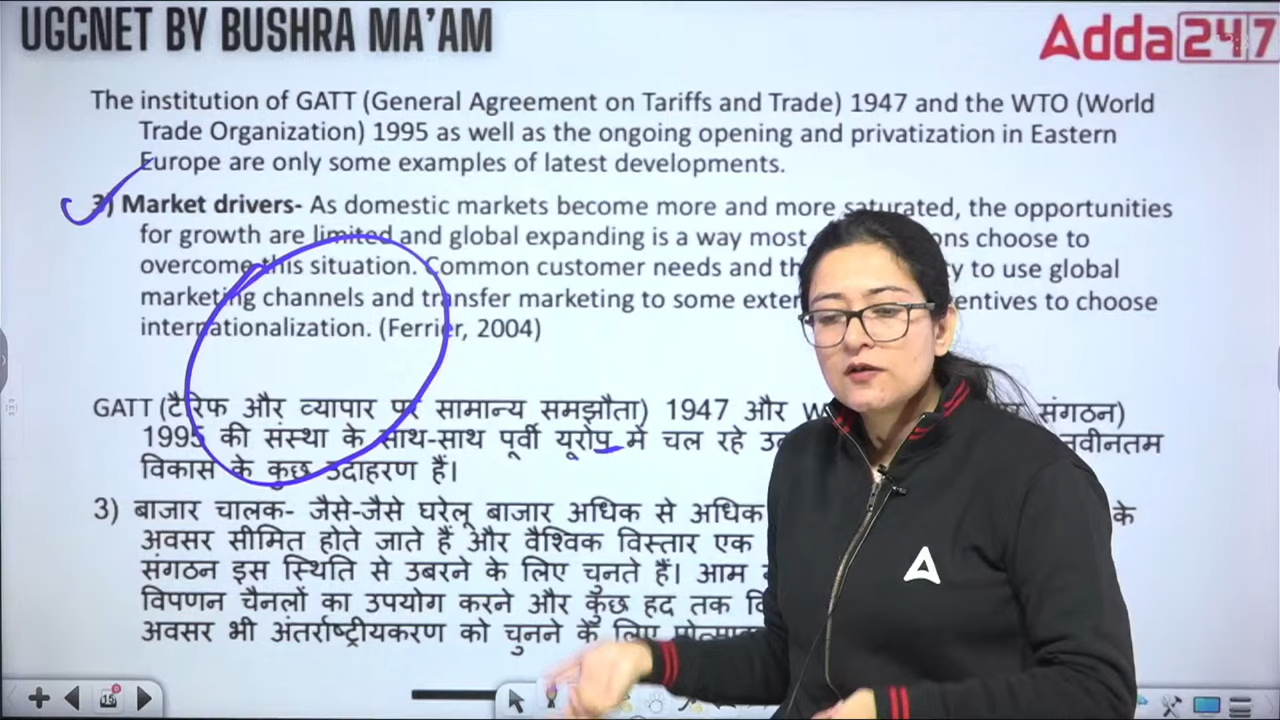 UGCNET BY BUSHRA MA'AM
Adda 247
The institution of GATT (General Agreement on Tariffs and Trade) 1947 and the WTO (World
Trade Organization) 1995 as well as the ongoing opening and privatization in Eastern
Europe are only some examples of latest developments.
3) Market drivers- As domestic markets become more and more saturated, the opportunities
for growth are limited and global expanding is a way most ons choose to
overcome this situation. Common customer needs and th y to use global
marketing channels and transfer marketing to some exten entives to choose
internationalization. (Ferrier, 2004)
GATT (टैरिफ और व्यापार पर सामान्य समझौता) 1947 और संगठन)
1995 की संस्था के साथ-साथ पूर्वी यूरोप में चल रहे नवीनतम
विकास के कुछ उदाहरण हैं।
3) बाजार चालक- जैसे-जैसे घरेलू बाजार अधिक से अधिक के
अवसर सीमित होते जाते हैं और वैश्विक विस्तार एक
संगठन इस स्थिति से उबरने के लिए चुनते हैं। आम
विपणन चैनलों का उपयोग करने और कुछ हद तक
अवसर भी अंतर्राष्ट्रीयकरण को चुनने के लिए
15